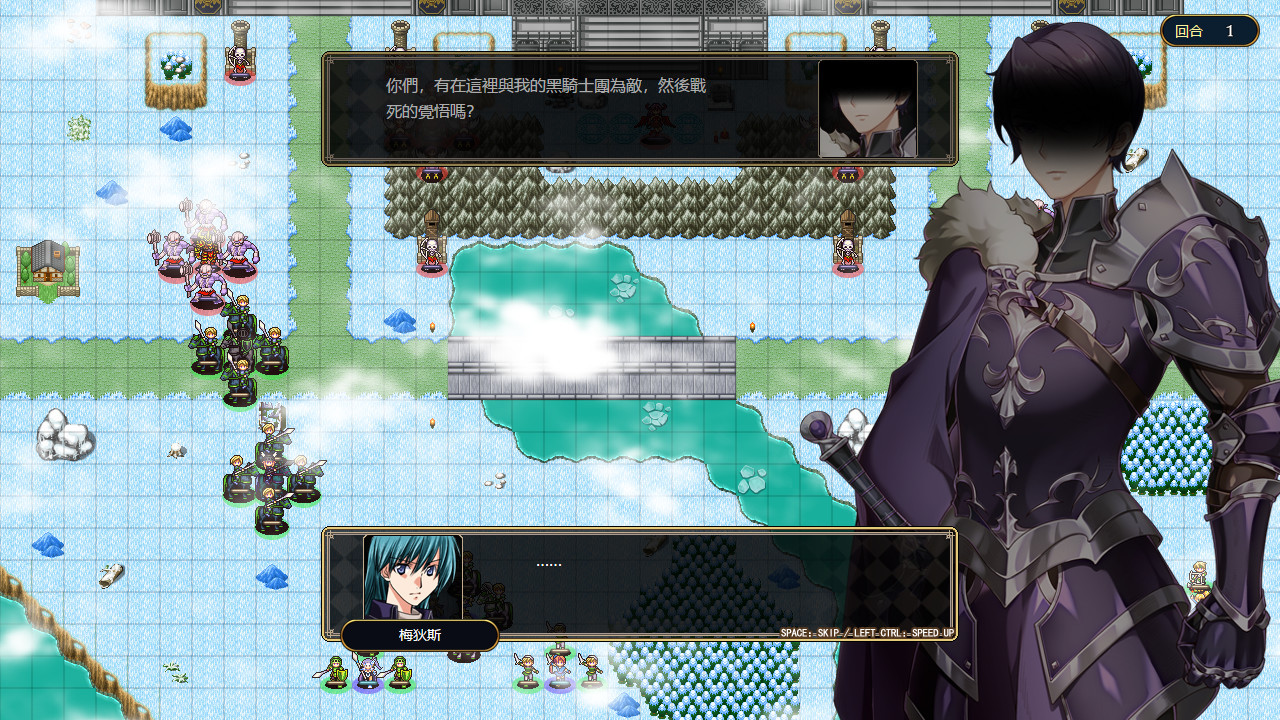 回合 1
你們，有在這裡與我的黑騎士團為敵，然後戰
死的覺悟嗎?
……
梅狄斯
SPACE:-SKIP-/-LEFT-CTRL:-SPEED-UP